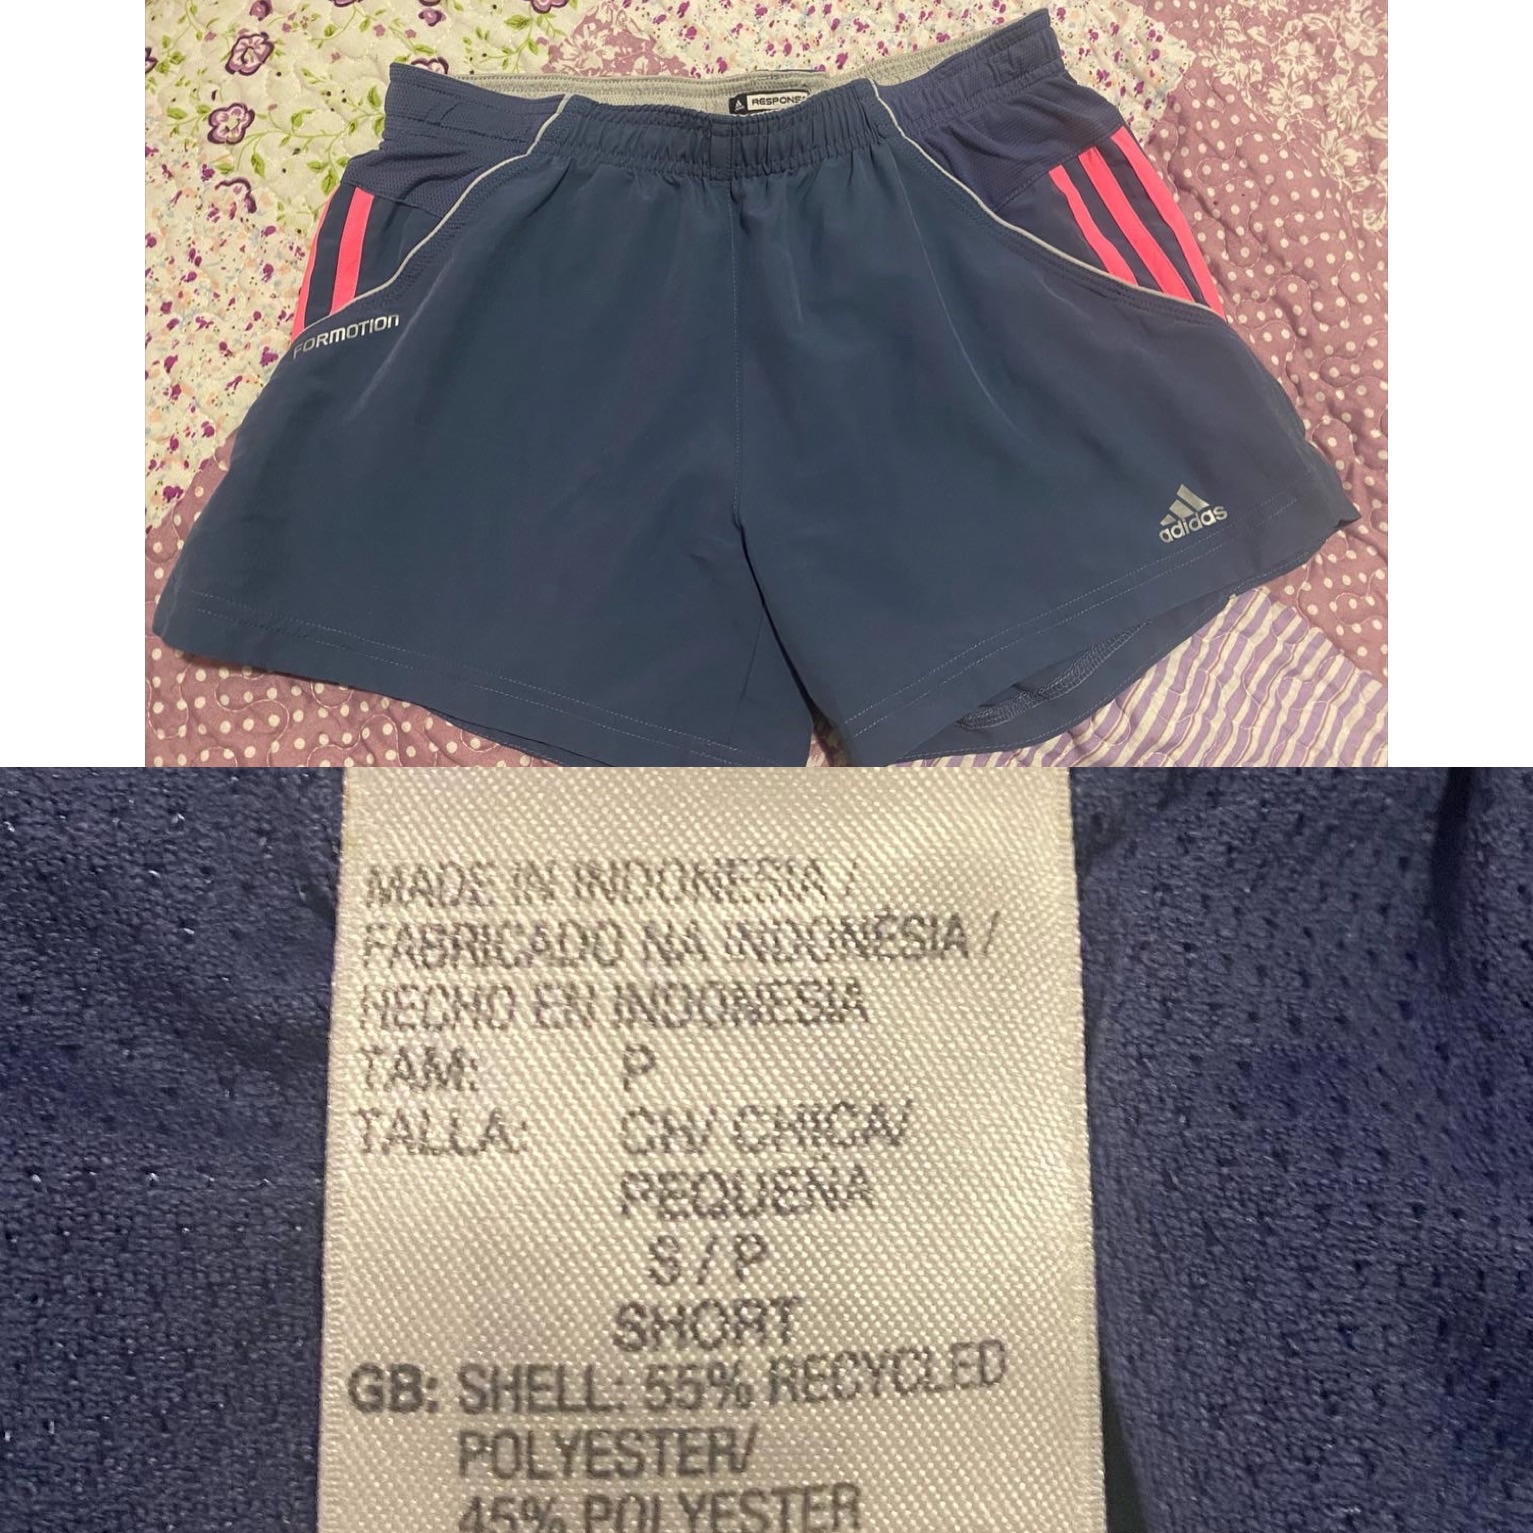 RESPONSE
FORMOTION
adidas
MADE IN INDONESIA /
FABRICADO NA INDONÉSIA /
HECHO EN INDONESIA
TAM: P
TALLA: CH/ CHICA/
PEQUEÑA
S / P
SHORT
GB: SHELL: 55% RECYCLED
POLYESTER/
45% POLYESTER